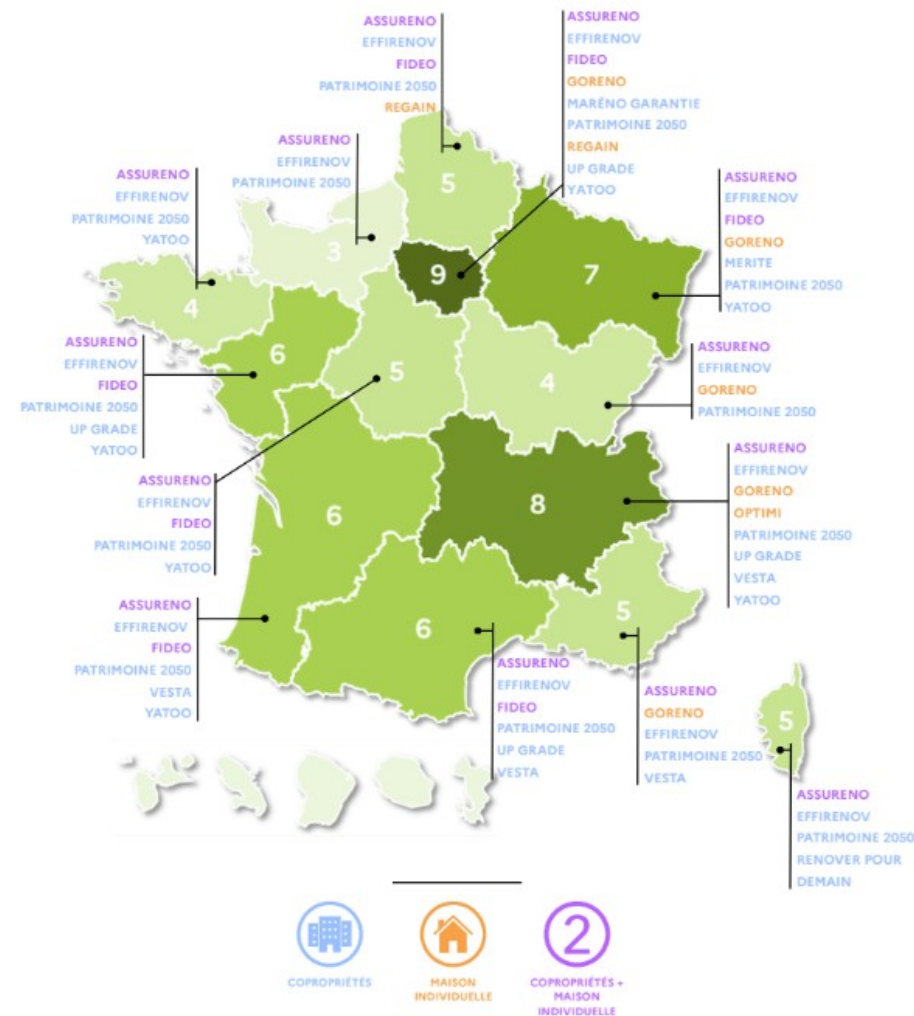 ASSURENO
EFFIRENOV
FIDEO
PATRIMOINE 2050
REGAIN
5
ASSURENO
EFFIRENOV
FIDEO
GORENO
MARÉNO GARANTIE
PATRIMOINE 2050
REGAIN
UP GRADE
YATOO
9
ASSURENO
EFFIRENOV
PATRIMOINE 2050
3
ASSURENO
EFFIRENOV
PATRIMOINE 2050
YATOO
4
ASSURENO
EFFIRENOV
FIDEO
GORENO
MERITE
PATRIMOINE 2050
YATOO
7
ASSURENO
EFFIRENOV
FIDEO
PATRIMOINE 2050
UP GRADE
YATOO
6
ASSURENO
EFFIRENOV
GORENO
PATRIMOINE 2050
4
ASSURENO
EFFIRENOV
FIDEO
PATRIMOINE 2050
YATOO
5
ASSURENO
EFFIRENOV
GORENO
OPTIMI
PATRIMOINE 2050
UP GRADE
VESTA
YATOO
8
ASSURENO
EFFIRENOV
FIDEO
PATRIMOINE 2050
VESTA
YATOO
6
ASSURENO
EFFIRENOV
FIDEO
PATRIMOINE 2050
UP GRADE
VESTA
6
ASSURENO
GORENO
EFFIRENOV
PATRIMOINE 2050
VESTA
5
ASSURENO
EFFIRENOV
PATRIMOINE 2050
RENOVER POUR
DEMAIN
5
COPROPRIÉTÉS
MAISON
INDIVIDUELLE
2
COPROPRIÉTÉS +
MAISON
INDIVIDUELLE